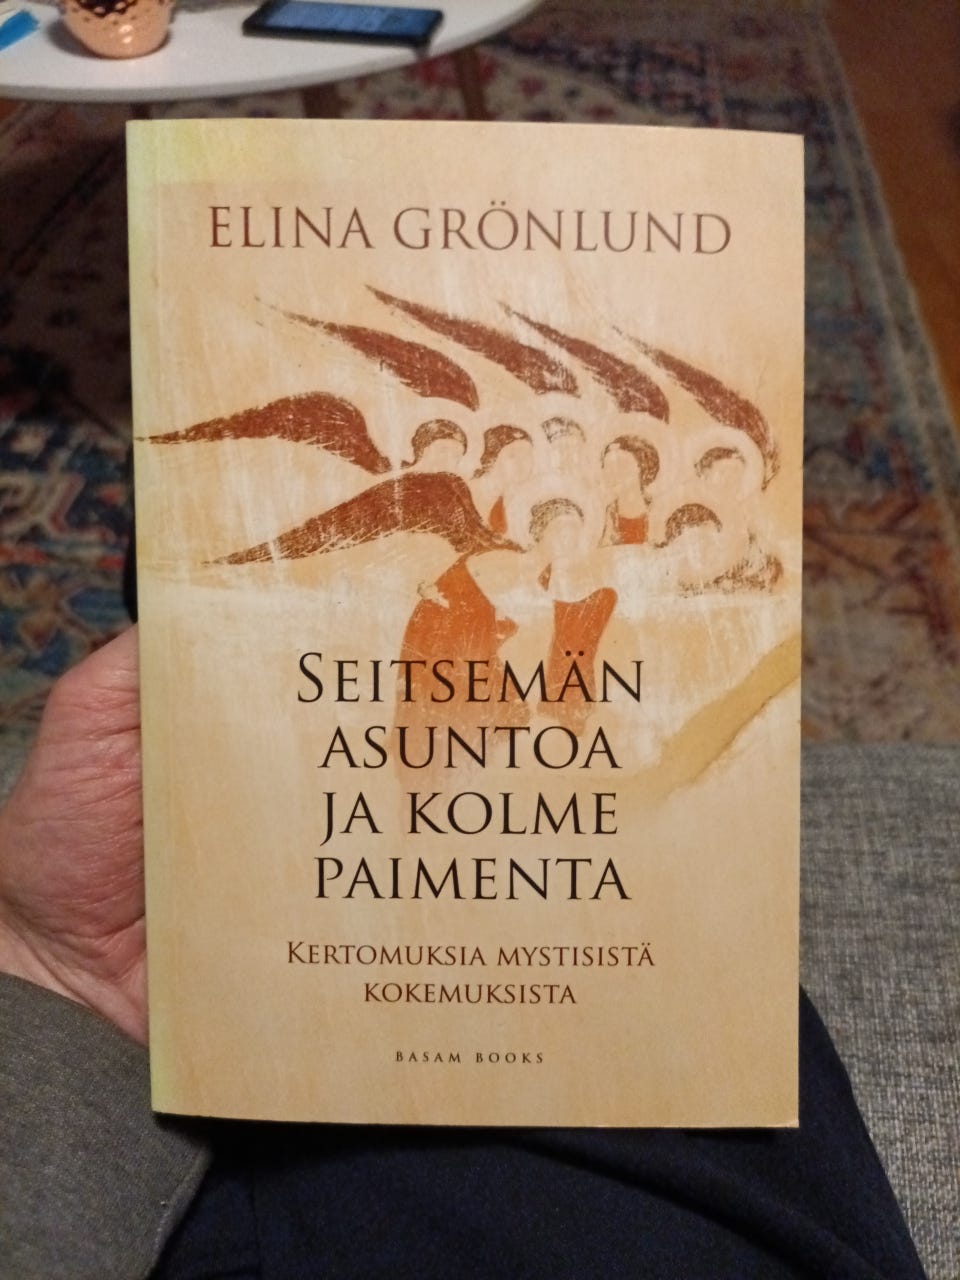 ELINA GRÖNLUND
SEITSEMÄN
ASUNTOA
JA KOLME
PAIMENTA
KERTOMUKSIA MYSTISISTÄ
KOKEMUKSISTA
BASAM BOOKS